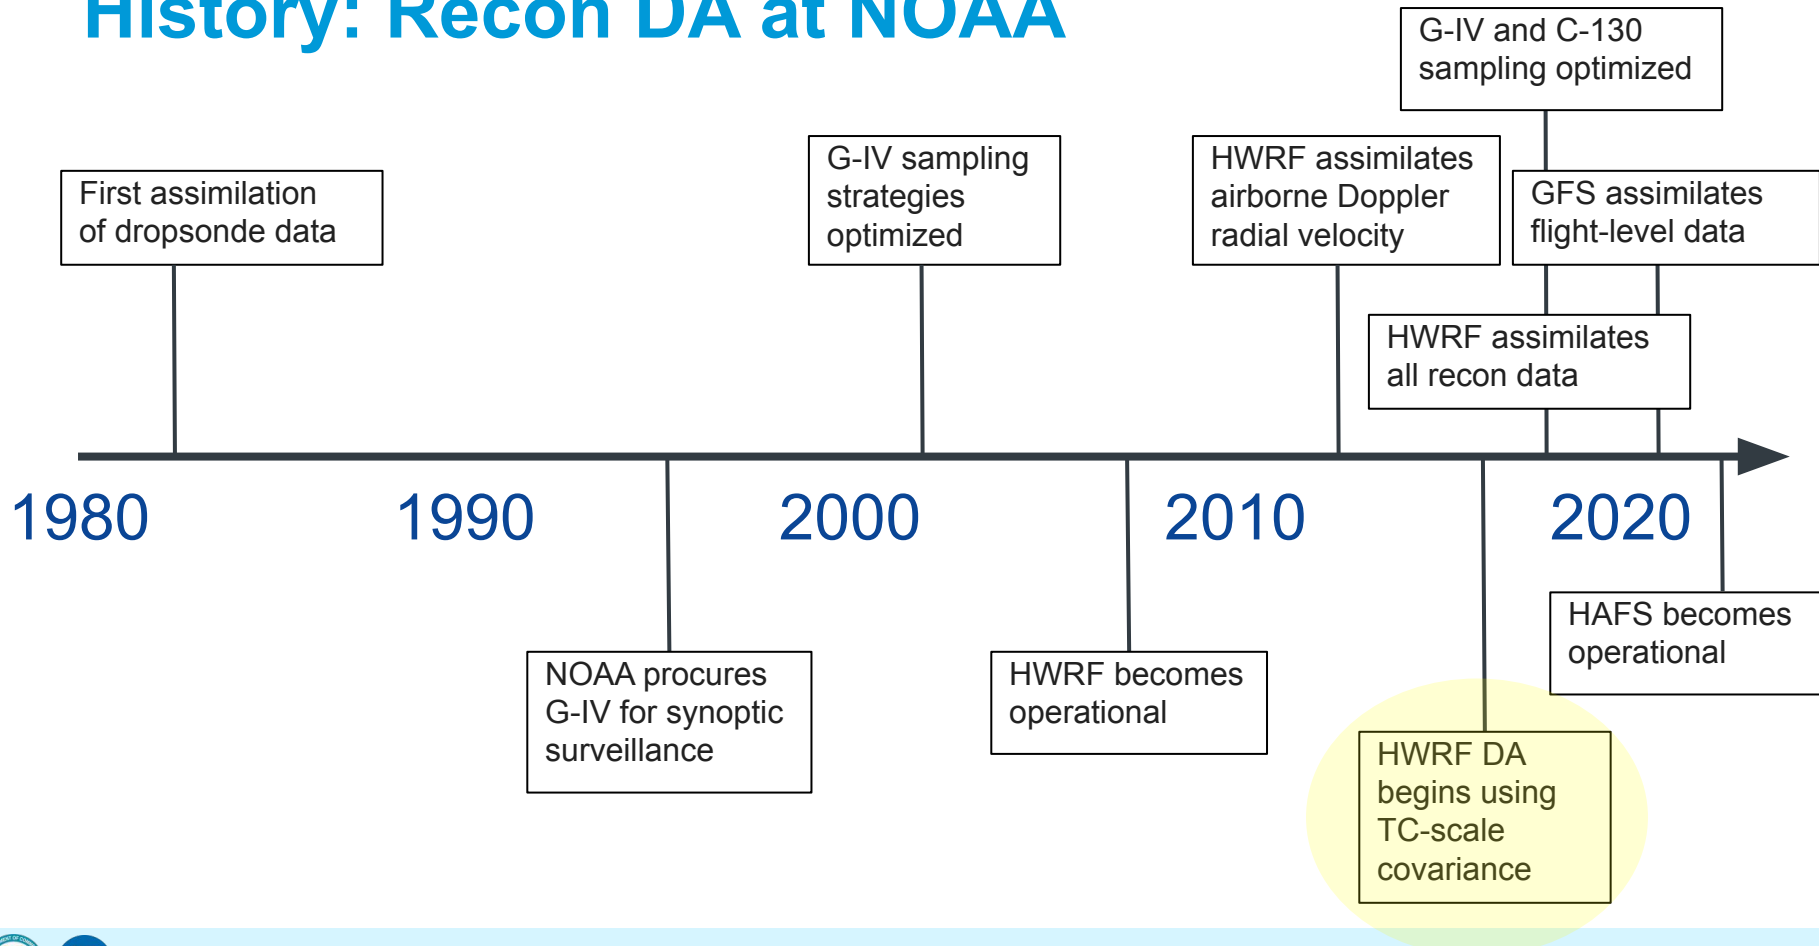 History: Recon DA at NOAA
G-IV and C-130
sampling optimized
First assimilation
of dropsonde data
G-IV sampling
strategies
optimized
HWRF assimilates
airborne Doppler
radial velocity
GFS assimilates
flight-level data
HWRF assimilates
all recon data
1980
1990
2000
2010
2020
NOAA procures
G-IV for synoptic
surveillance
HWRF becomes
operational
HWRF DA
begins using
TC-scale
covariance
HAFS becomes
operational